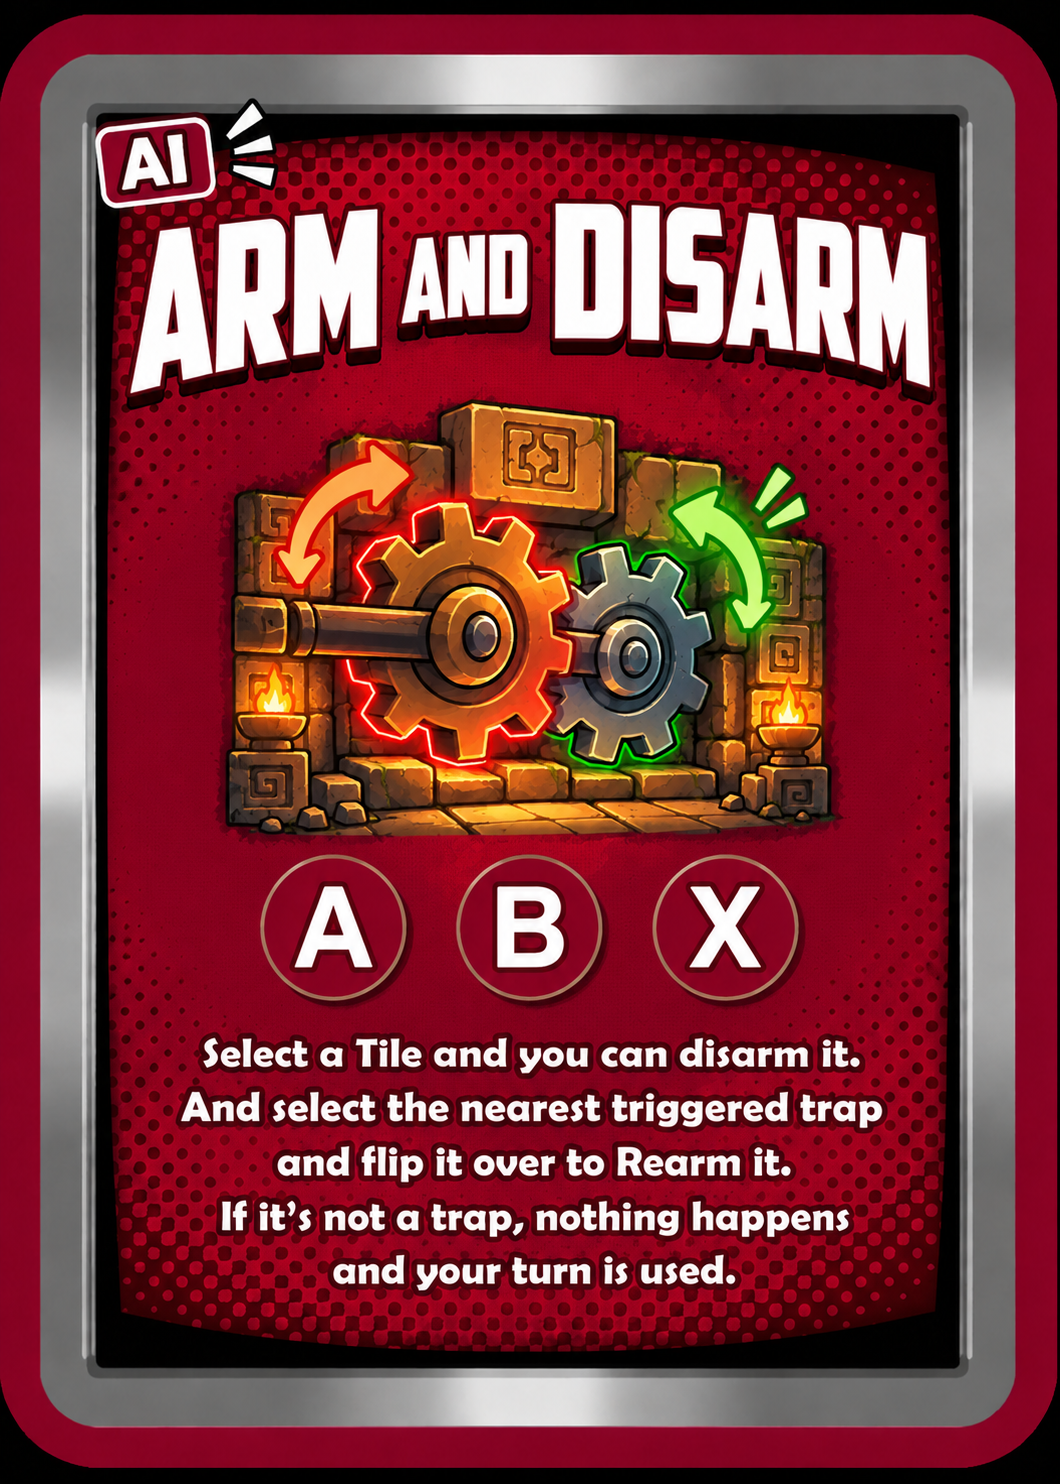 AI
ARM AND DISARM
A B X
Select a Tile and you can disarm it.
And select the nearest triggered trap
and flip it over to Rearm it.
If it's not a trap, nothing happens
and your turn is used.